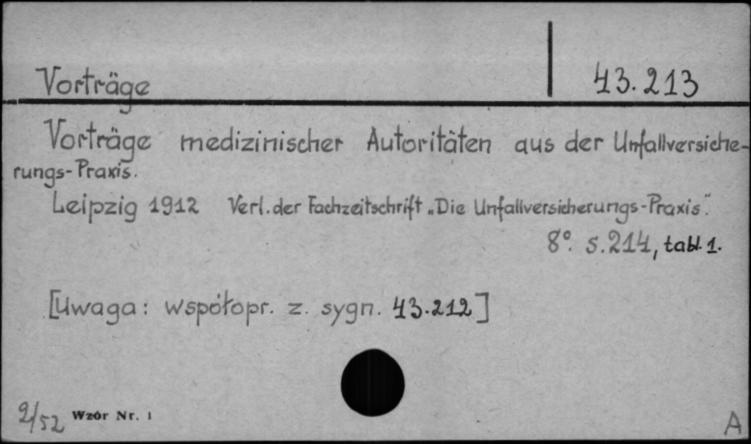 Vorträge 43.213
Vorträge medizinischer Autoritäten aus der Unfallversiche-
rungs-Praxis.
Leipzig 1912 Verl. der Fachzeitschrift „Die Unfallversicherungs-Praxis".
8°. s. 214, tabl. 1.
[Uwaga: współopr. z. sygn. 43.212]
2/52 Wzór Nr. 1 A